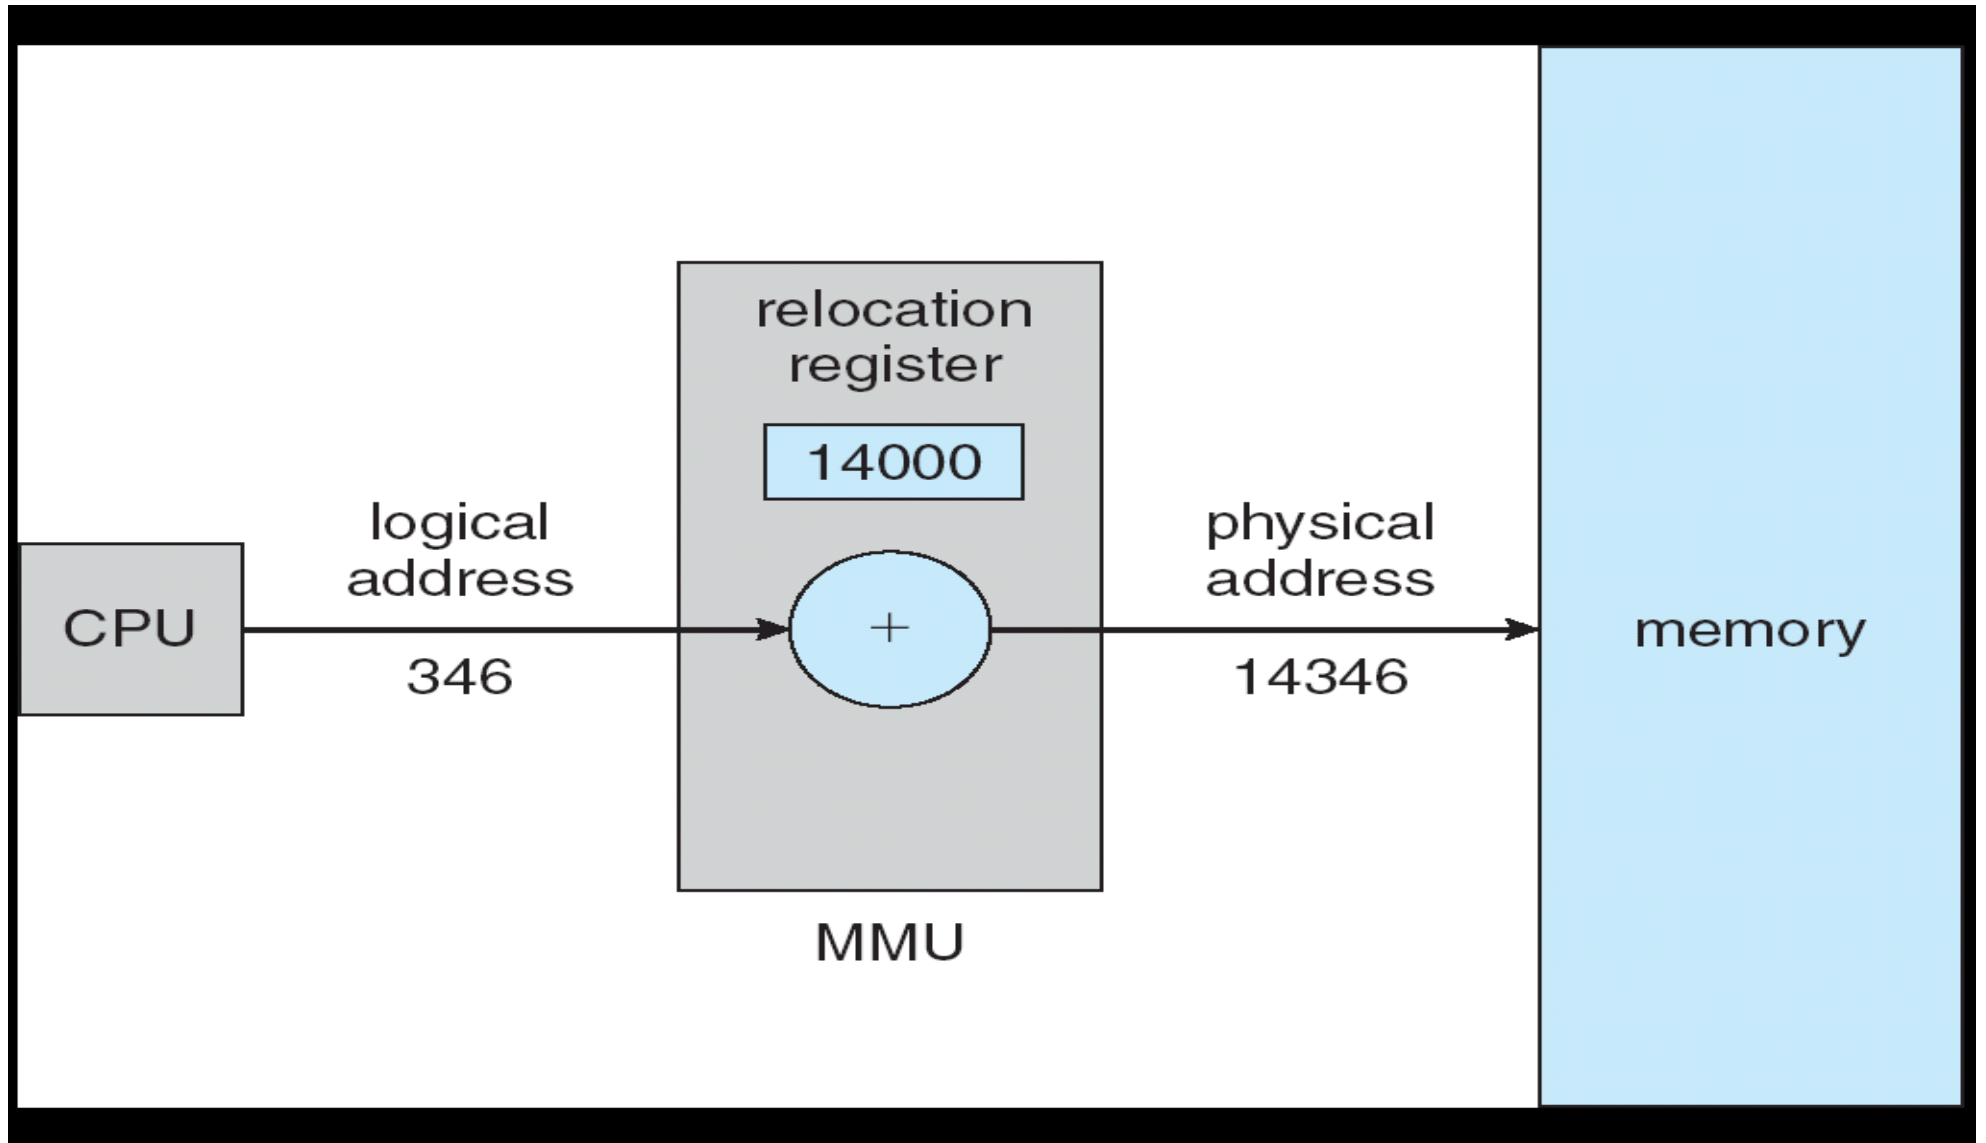 relocation
register
14000
logical
address
346
CPU
+
physical
address
14346
memory
MMU